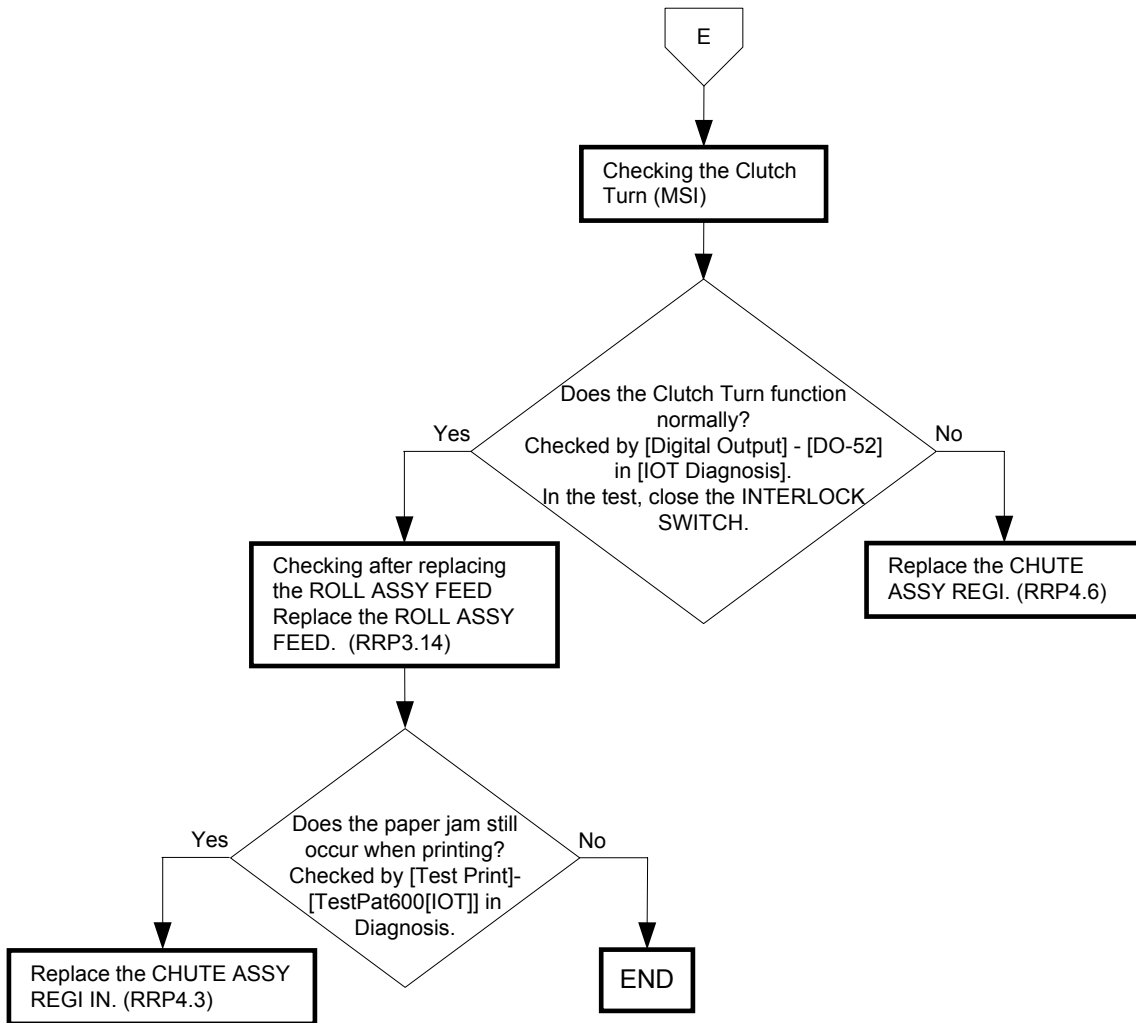 E
Checking the Clutch
Turn (MSI)
Does the Clutch Turn function
normally?
Checked by [Digital Output] - [DO-52]
in [IOT Diagnosis].
In the test, close the INTERLOCK
SWITCH.
Yes
No
Checking after replacing
the ROLL ASSY FEED
Replace the ROLL ASSY
FEED.  (RRP3.14)
Replace the CHUTE
ASSY REGI. (RRP4.6)
Does the paper jam still
occur when printing?
Checked by [Test Print]-
[TestPat600[IOT]] in
Diagnosis.
Yes
No
Replace the CHUTE ASSY
REGI IN. (RRP4.3)
END